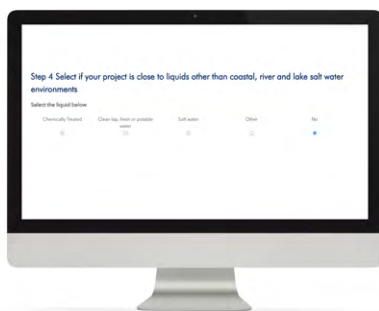 Step 4 Select if your project is close to liquids other than coastal, river and lake salt water
environments
Select the liquid below
Chemically Treated Clean tap, fresh or potable Salt water Other No
water